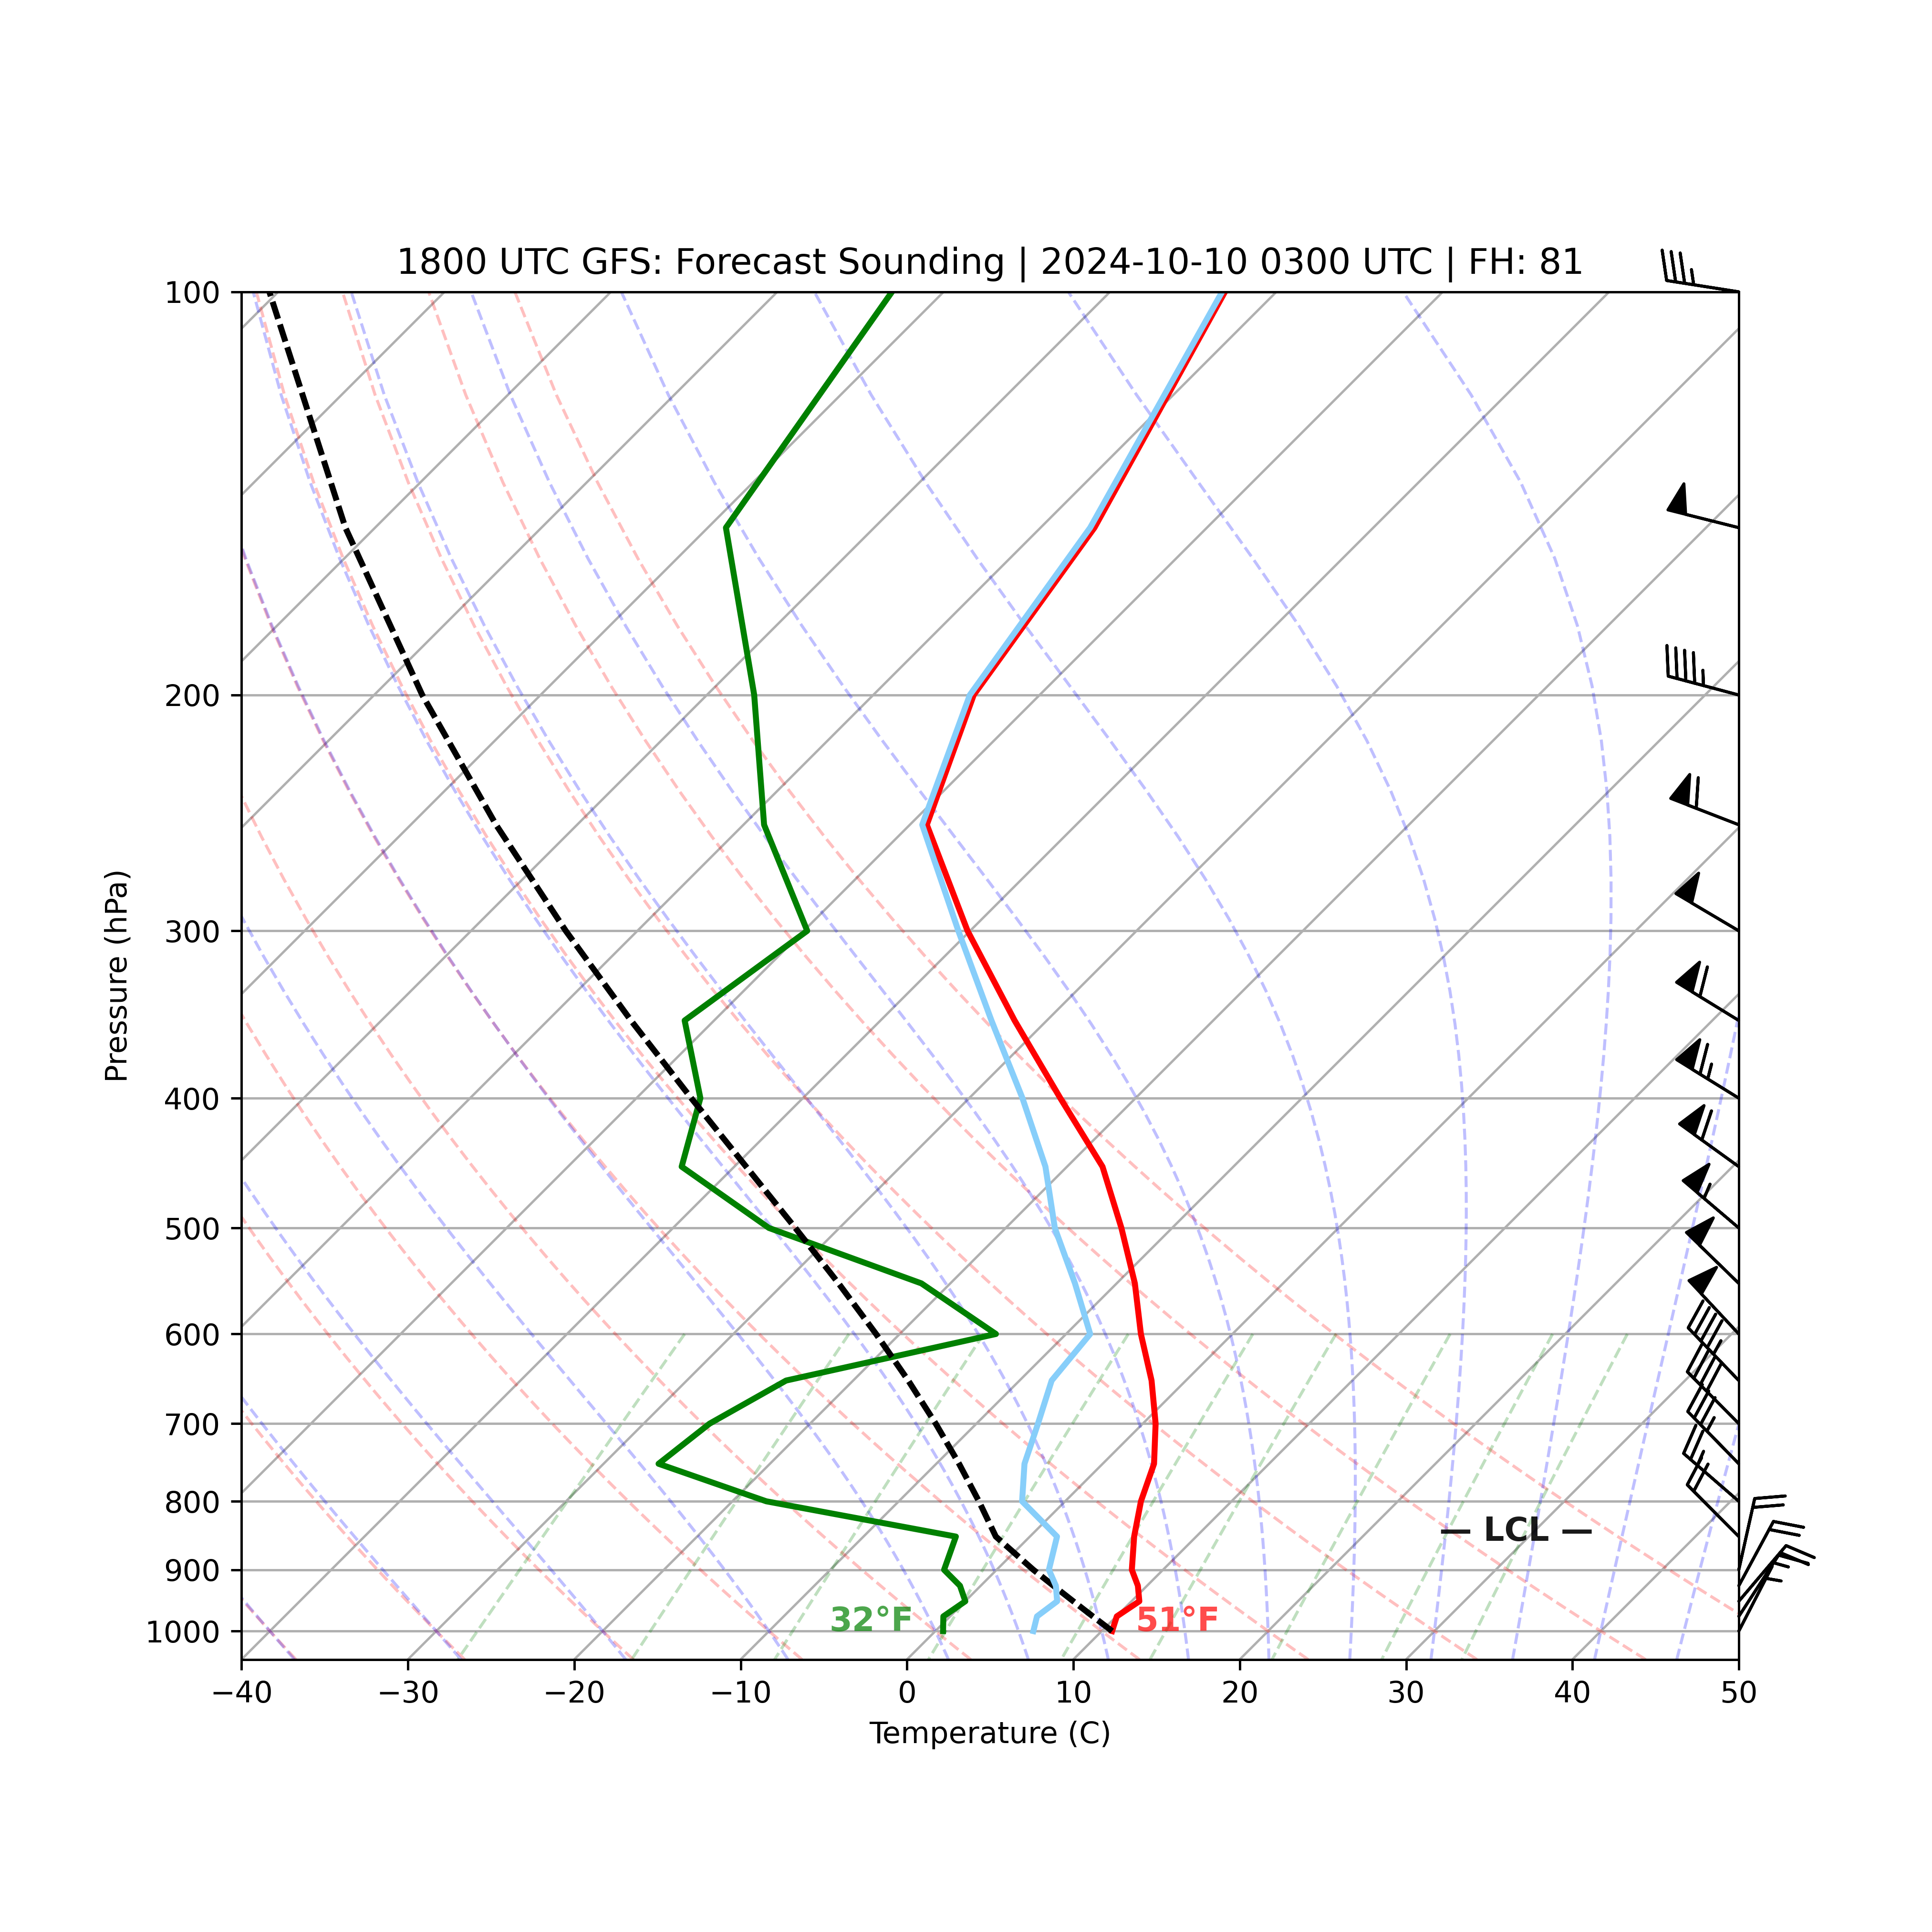 1800 UTC GFS: Forecast Sounding | 2024-10-10 0300 UTC | FH: 81
100
200
300
400
500
600
700
800
900
1000
Pressure (hPa)
— LCL —
32°F
51°F
−40 −30 −20 −10 0 10 20 30 40 50
Temperature (C)